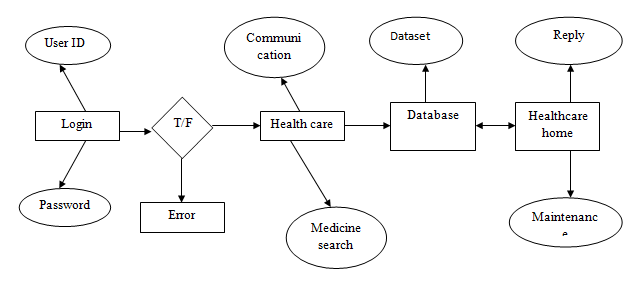 User ID
Communi
cation
Dataset
Reply
Login
T/F
Health care
Database
Healthcare
home
Password
Error
Medicine
search
Maintenanc
e